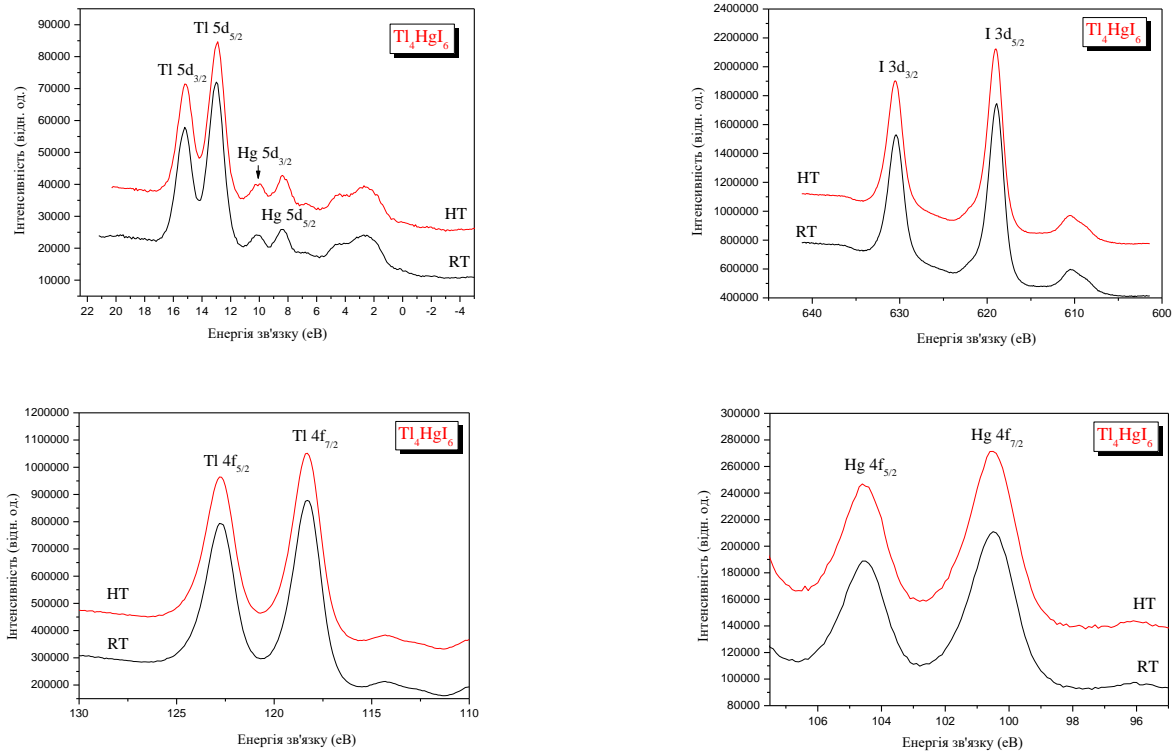 90000
80000
70000
60000
50000
40000
30000
20000
10000
Інтенсивність (відн. од.)
Tl 5d3/2
Tl 5d5/2
Hg 5d3/2
Hg 5d5/2
Tl4HgI6
HT
RT
22 20 18 16 14 12 10 8 6 4 2 0 -2 -4
Енергія зв'язку (еВ)
2400000
2200000
2000000
1800000
1600000
1400000
1200000
1000000
800000
600000
400000
Інтенсивність (відн. од.)
I 3d3/2
I 3d5/2
Tl4HgI6
HT
RT
640 630 620 610 600
Енергія зв'язку (еВ)
1200000
1100000
1000000
900000
800000
700000
600000
500000
400000
300000
200000
Інтенсивність (відн. од.)
Tl 4f5/2
Tl 4f7/2
Tl4HgI6
HT
RT
130 125 120 115 110
Енергія зв'язку (еВ)
300000
280000
260000
240000
220000
200000
180000
160000
140000
120000
100000
80000
Інтенсивність (відн. од.)
Hg 4f5/2
Hg 4f7/2
Tl4HgI6
HT
RT
106 104 102 100 98 96
Енергія зв'язку (еВ)